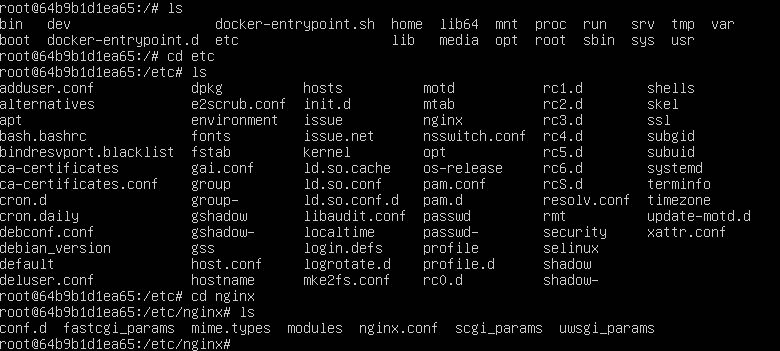 root@64b9b1d1ea65:/# ls
bin   dev                  docker-entrypoint.sh  home  lib64  mnt  proc  run   srv  tmp  var
boot  docker-entrypoint.d  etc                   lib   media  opt  root  sbin  sys  usr
root@64b9b1d1ea65:/# cd etc
root@64b9b1d1ea65:/etc# ls
adduser.conf            dpkg         hosts          motd           rc1.d        shells
alternatives            e2scrub.conf init.d         mtab           rc2.d        skel
apt                     environment  issue          nginx          rc3.d        ssl
bash.bashrc             fonts        issue.net      nsswitch.conf  rc4.d        subgid
bindresvport.blacklist  fstab        kernel         opt            rc5.d        subuid
ca-certificates         gai.conf     ld.so.cache    os-release     rc6.d        systemd
ca-certificates.conf    group        ld.so.conf     pam.conf       rcS.d        terminfo
cron.d                  group-       ld.so.conf.d   pam.d          resolv.conf  timezone
cron.daily              gshadow      libaudit.conf  passwd         rmt          update-motd.d
debconf.conf            gshadow-     localtime      passwd-        security     xattr.conf
debian_version          gss          login.defs     profile        selinux
default                 host.conf    logrotate.d    profile.d      shadow
deluser.conf            hostname     mke2fs.conf    rc0.d          shadow-
root@64b9b1d1ea65:/etc# cd nginx
root@64b9b1d1ea65:/etc/nginx# ls
conf.d  fastcgi_params  mime.types  modules  nginx.conf  scgi_params  uwsgi_params
root@64b9b1d1ea65:/etc/nginx#